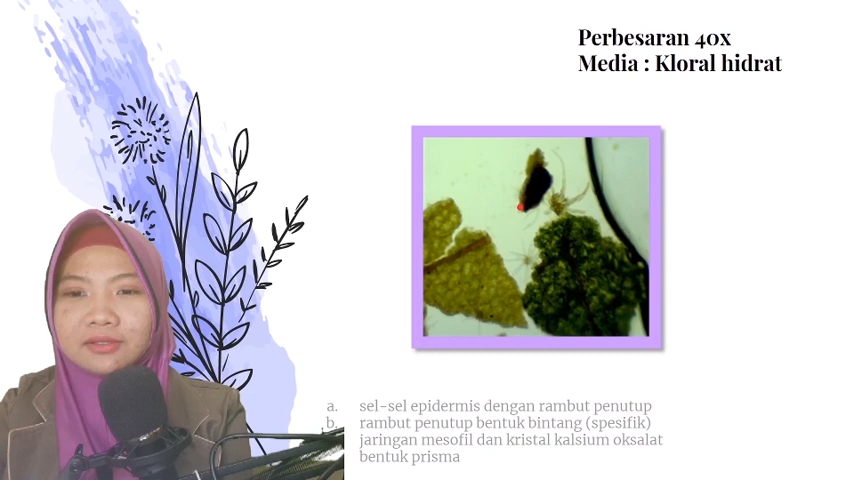 Perbesaran 40x
Media : Kloral hidrat
a. sel-sel epidermis dengan rambut penutup
b. rambut penutup bentuk bintang (spesifik)
jaringan mesofil dan kristal kalsium oksalat
bentuk prisma